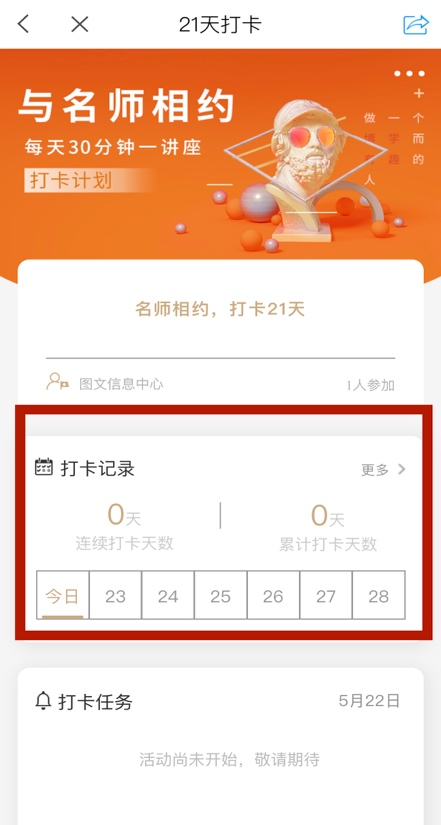 21天打卡
与名师相约
每天30分钟一讲座
打卡计划
做一个
学而
趣的
人
名师相约，打卡21天
图文信息中心
1人参加
打卡记录
更多
0天
连续打卡天数
0天
累计打卡天数
今日 23 24 25 26 27 28
打卡任务
5月22日
活动尚未开始，敬请期待